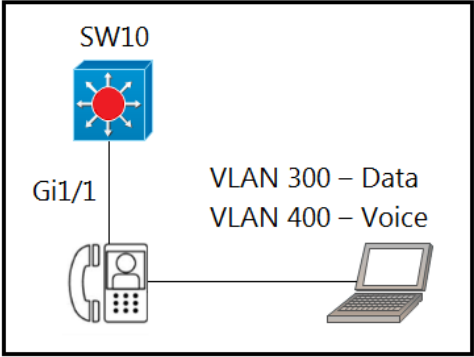 SW10
Gi1/1
VLAN 300 – Data
VLAN 400 – Voice